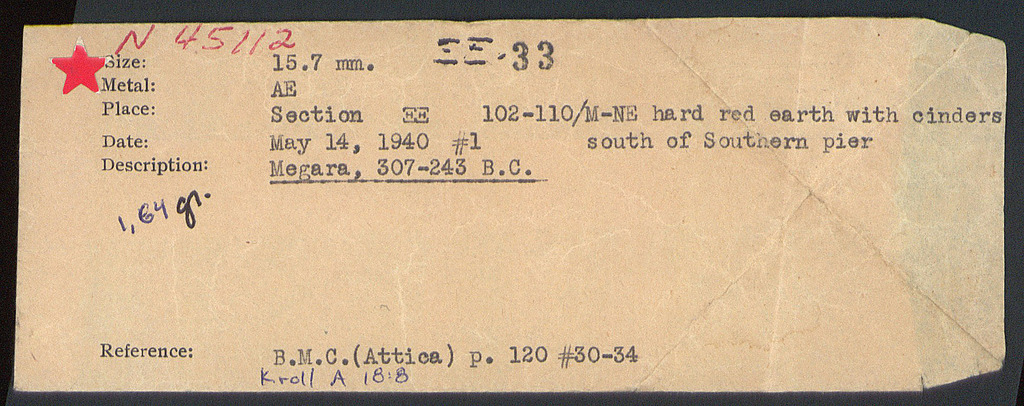 N 45112
ΞΞ-33
Size: 15.7 mm.
Metal: AE
Place: Section ΞΞ 102-110/M-NE hard red earth with cinders
Date: May 14, 1940 #1 south of Southern pier
Description: Megara, 307-243 B.C.
1,64 gr.
Reference: B.M.C.(Attica) p. 120 #30-34
Kroll A 18:8